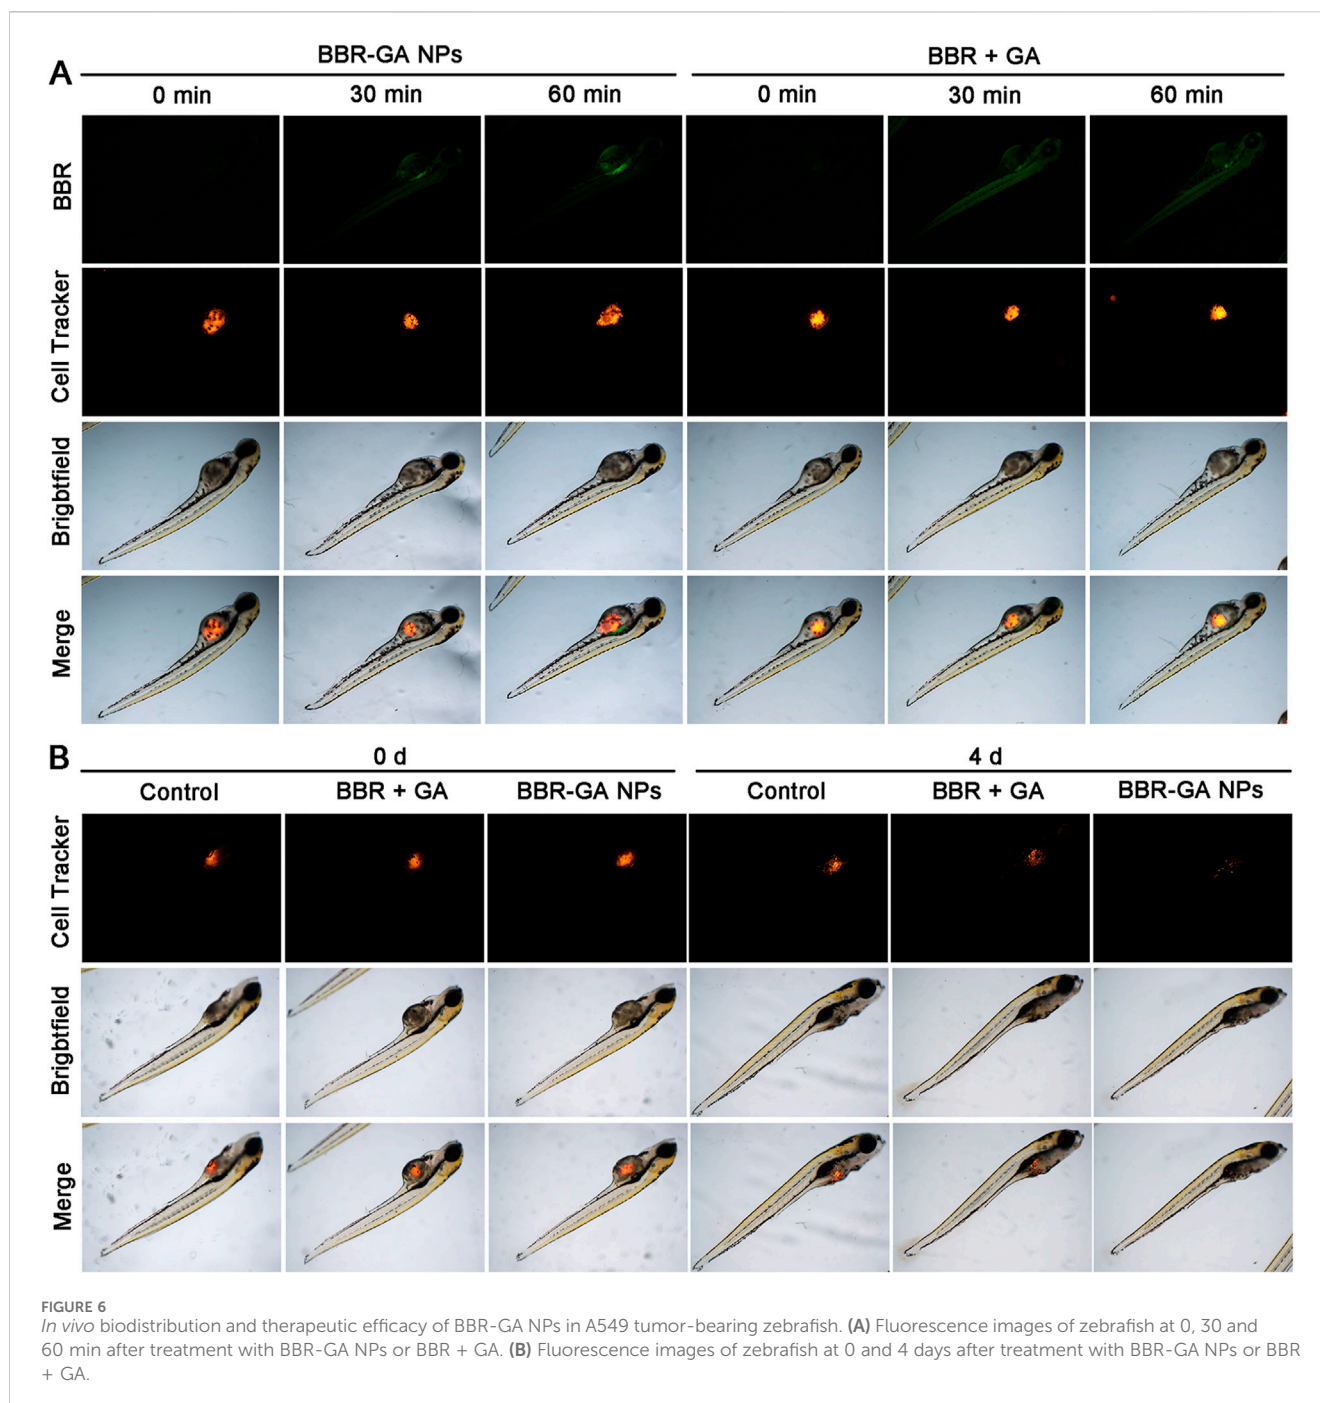 A
BBR-GA NPs
BBR + GA
0 min
30 min
60 min
0 min
30 min
60 min
BBR
Cell Tracker
Brigbtfield
Merge
B
0 d
4 d
Control
BBR + GA
BBR-GA NPs
Control
BBR + GA
BBR-GA NPs
Cell Tracker
Brigbtfield
Merge
FIGURE 6
In vivo biodistribution and therapeutic efficacy of BBR-GA NPs in A549 tumor-bearing zebrafish. (A) Fluorescence images of zebrafish at 0, 30 and
60 min after treatment with BBR-GA NPs or BBR + GA. (B) Fluorescence images of zebrafish at 0 and 4 days after treatment with BBR-GA NPs or BBR
+ GA.